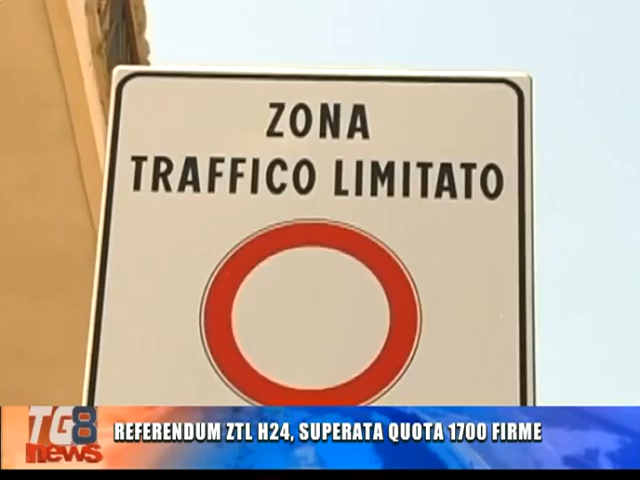 ZONA
TRAFFICO LIMITATO
TG8
news
REFERENDUM ZTL H24, SUPERATA QUOTA 1700 FIRME